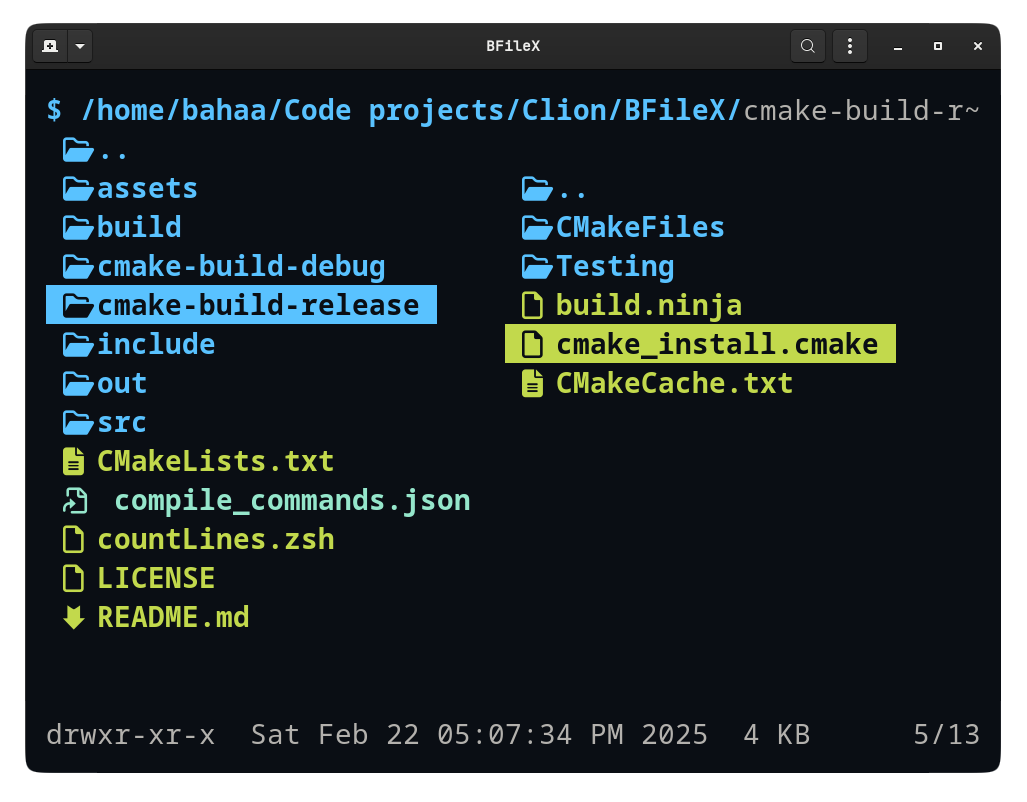 BFileX
$ /home/bahaa/Code projects/Clion/BFileX/cmake-build-r~
..
assets
build
cmake-build-debug
cmake-build-release
include
out
src
CMakeLists.txt
compile_commands.json
countLines.zsh
LICENSE
README.md
..
CMakeFiles
Testing
build.ninja
cmake_install.cmake
CMakeCache.txt
drwxr-xr-x  Sat Feb 22 05:07:34 PM 2025  4 KB  5/13